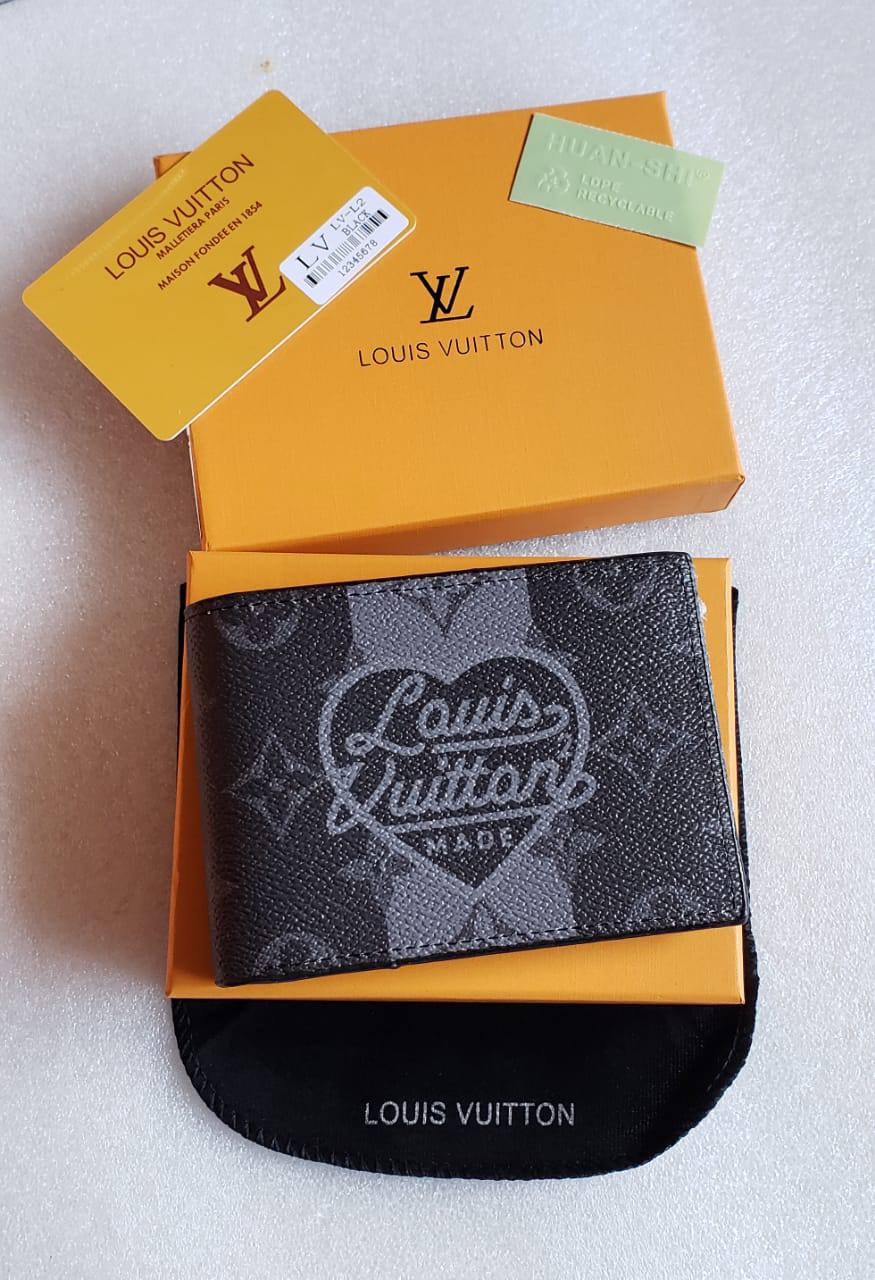 LOUIS VUITTON
MALLETIERA PARIS
MAISON FONDEE EN 1854
LV
LV LV-L2
BLACK
12345678
HUAN-SHI
LDPE
RECYCLABLE
LV
LOUIS VUITTON
Louis
Vuitton
MADE
LOUIS VUITTON